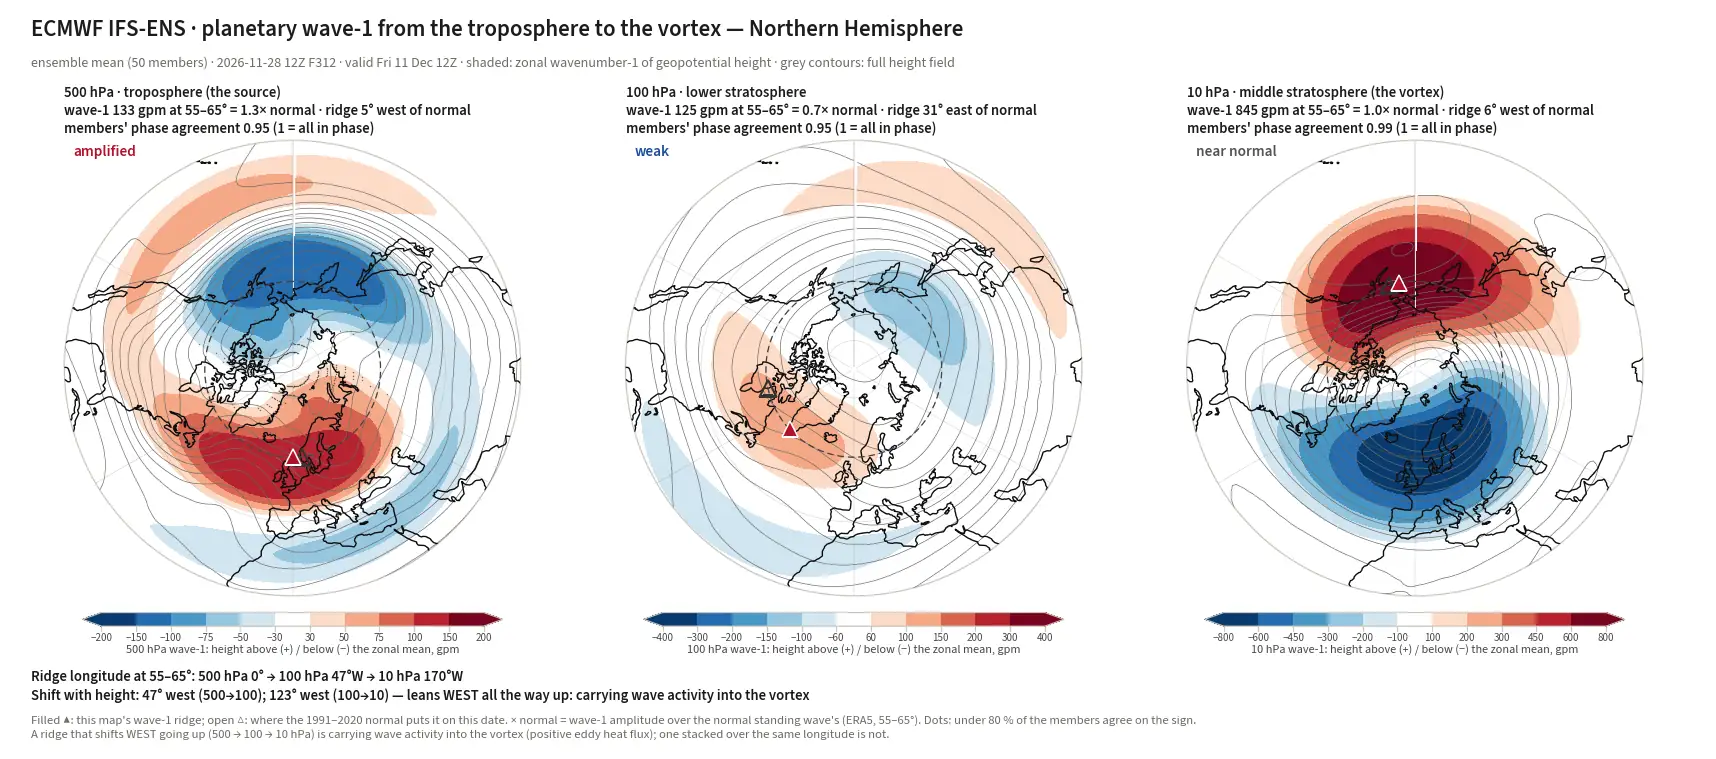 ECMWF IFS-ENS · planetary wave-1 from the troposphere to the vortex — Northern Hemisphere
ensemble mean (50 members) · 2026-11-28 12Z F312 · valid Fri 11 Dec 12Z · shaded: zonal wavenumber-1 of geopotential height · grey contours: full height field
500 hPa · troposphere (the source)
wave-1 133 gpm at 55–65° = 1.3× normal · ridge 5° west of normal
members' phase agreement 0.95 (1 = all in phase)
amplified
100 hPa · lower stratosphere
wave-1 125 gpm at 55–65° = 0.7× normal · ridge 31° east of normal
members' phase agreement 0.95 (1 = all in phase)
weak
10 hPa · middle stratosphere (the vortex)
wave-1 845 gpm at 55–65° = 1.0× normal · ridge 6° west of normal
members' phase agreement 0.99 (1 = all in phase)
near normal
−200 −150 −100 −75 −50 −30 30 50 75 100 150 200
500 hPa wave-1: height above (+) / below (−) the zonal mean, gpm
−400 −300 −200 −150 −100 −60 60 100 150 200 300 400
100 hPa wave-1: height above (+) / below (−) the zonal mean, gpm
−800 −600 −450 −300 −200 −100 100 200 300 450 600 800
10 hPa wave-1: height above (+) / below (−) the zonal mean, gpm
Ridge longitude at 55–65°: 500 hPa 0° → 100 hPa 47°W → 10 hPa 170°W
Shift with height: 47° west (500→100); 123° west (100→10) — leans WEST all the way up: carrying wave activity into the vortex
Filled ▲: this map's wave-1 ridge; open △: where the 1991–2020 normal puts it on this date. × normal = wave-1 amplitude over the normal standing wave's (ERA5, 55–65°). Dots: under 80 % of the members agree on the sign.
A ridge that shifts WEST going up (500 → 100 → 10 hPa) is carrying wave activity into the vortex (positive eddy heat flux); one stacked over the same longitude is not.